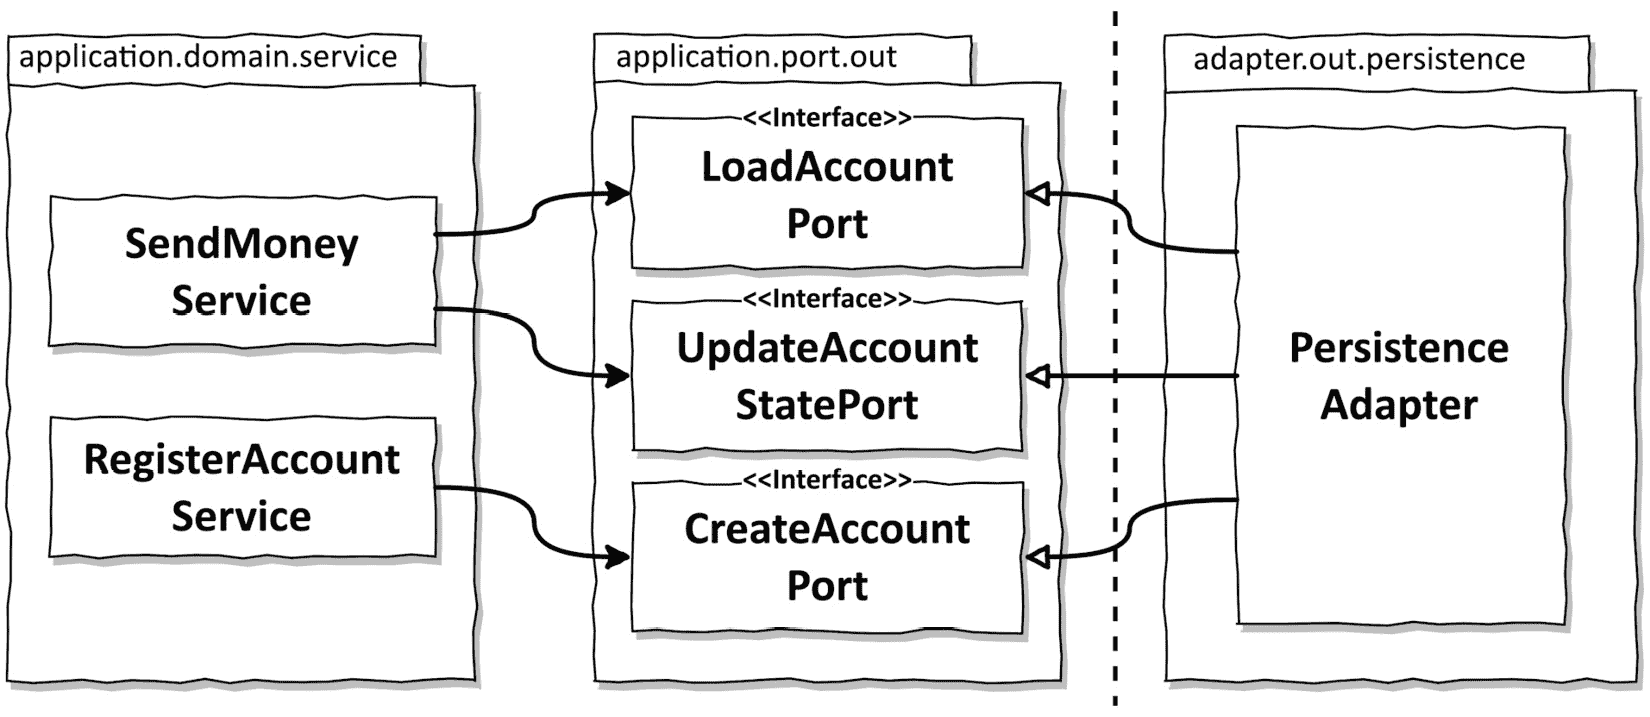 application.domain.service
SendMoney
Service
RegisterAccount
Service
application.port.out
<<Interface>>
LoadAccount
Port
<<Interface>>
UpdateAccount
StatePort
<<Interface>>
CreateAccount
Port
adapter.out.persistence
Persistence
Adapter